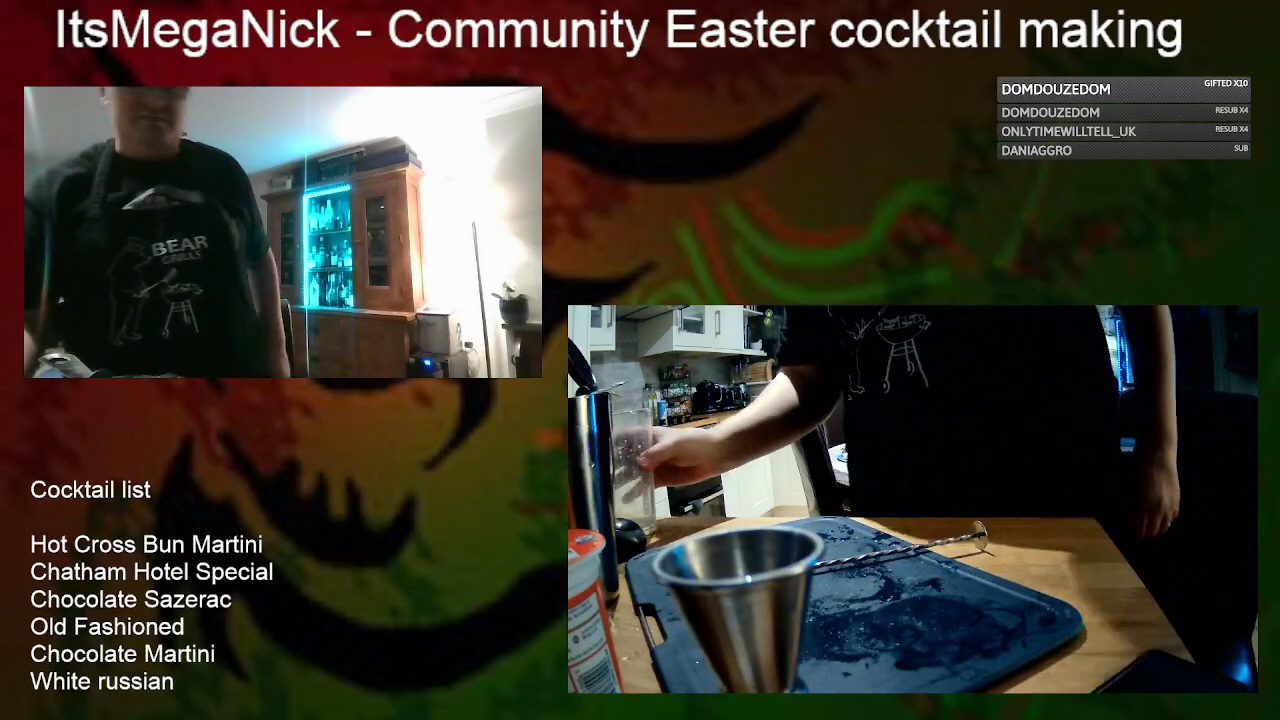 ItsMegaNick - Community Easter cocktail making
DOMDOUZEDOM GIFTED X10
DOMDOUZEDOM RESUB X4
ONLYTIMEWILLTELL_UK RESUB X4
DANIAGGRO SUB
BEAR
GRILLS
Cocktail list
Hot Cross Bun Martini
Chatham Hotel Special
Chocolate Sazerac
Old Fashioned
Chocolate Martini
White russian